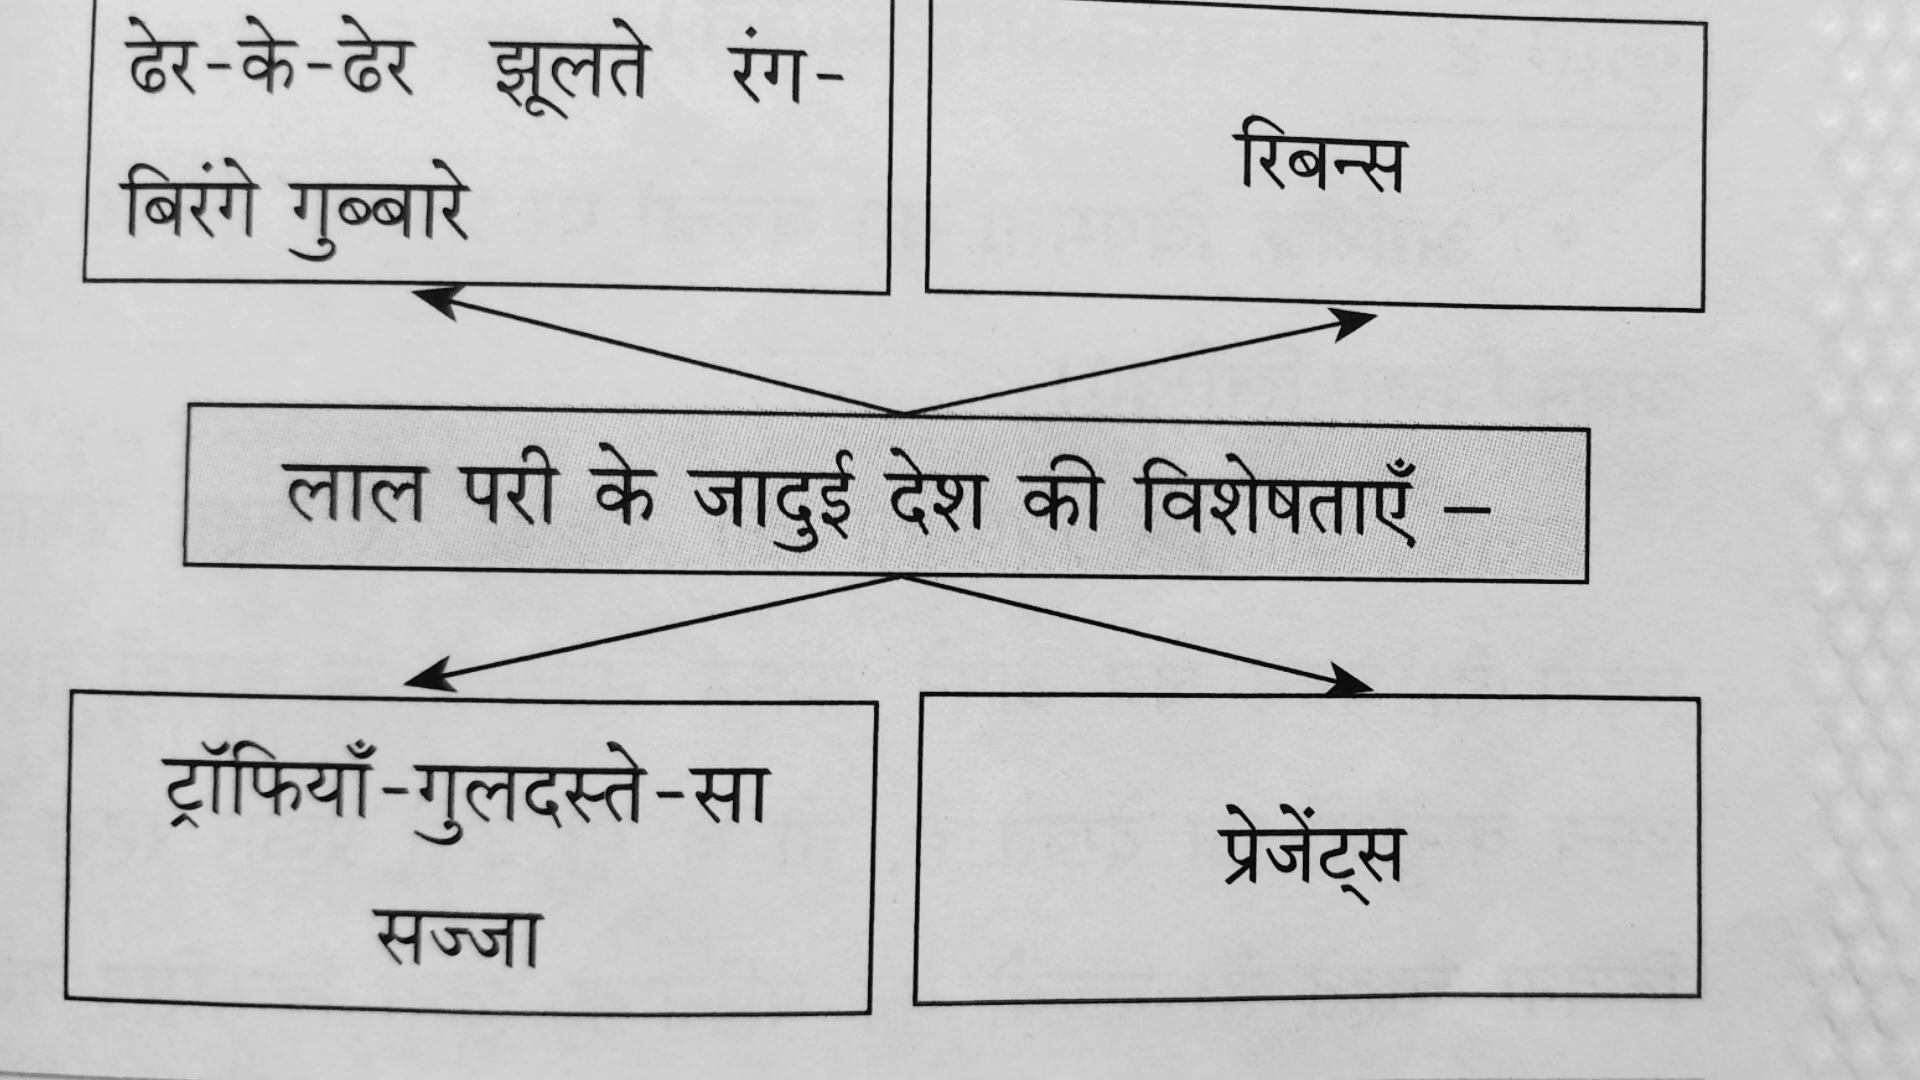 ढेर-के-ढेर झूलते रंग-
बिरंगे गुब्बारे
रिबन्स
लाल परी के जादुई देश की विशेषताएँ –
ट्रॉफियाँ-गुलदस्ते-सा
सज्जा
प्रेजेंट्स